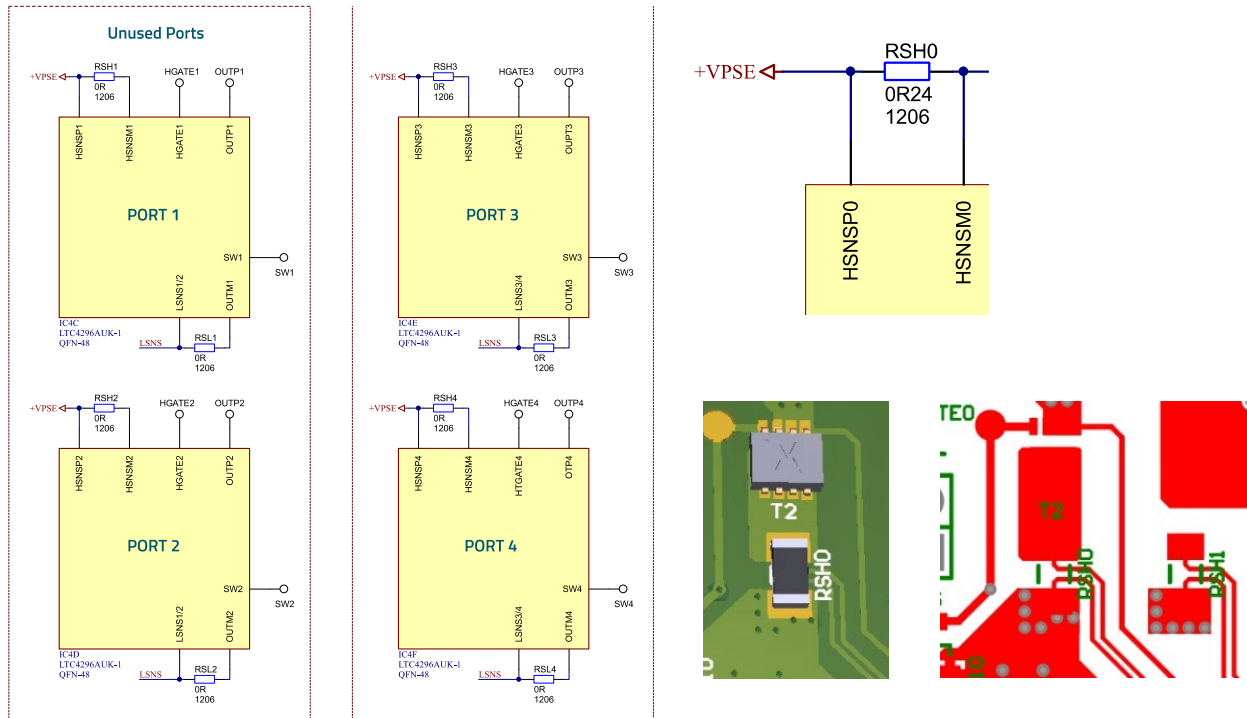 Unused Ports
RSH1
HGATE1
OUTP1
+VPSE
0R
1206
HSNSP1
HSNSM1
HGATE1
OUTP1
PORT 1
SW1
SW1
LSNS1/2
OUTM1
IC4C
LTC4296AUK-1
QFN-48
LSNS
RSL1
0R
1206
RSH2
HGATE2
OUTP2
+VPSE
0R
1206
HSNSP2
HSNSM2
HGATE2
OUTP2
PORT 2
SW2
SW2
LSNS1/2
OUTM2
IC4D
LTC4296AUK-1
QFN-48
LSNS
RSL2
0R
1206
RSH3
HGATE3
OUTP3
+VPSE
0R
1206
HSNSP3
HSNSM3
HGATE3
OUPT3
PORT 3
SW3
SW3
LSNS3/4
OUTM3
IC4E
LTC4296AUK-1
QFN-48
LSNS
RSL3
0R
1206
RSH4
HGATE4
OUTP4
+VPSE
0R
1206
HSNSP4
HSNSM4
HTGATE4
OTP4
PORT 4
SW4
SW4
LSNS3/4
OUTM4
IC4F
LTC4296AUK-1
QFN-48
LSNS
RSL4
0R
1206
RSH0
+VPSE
0R24
1206
HSNSP0
HSNSM0
T2
RSH0
TE0
T2
RSH0
RSH1